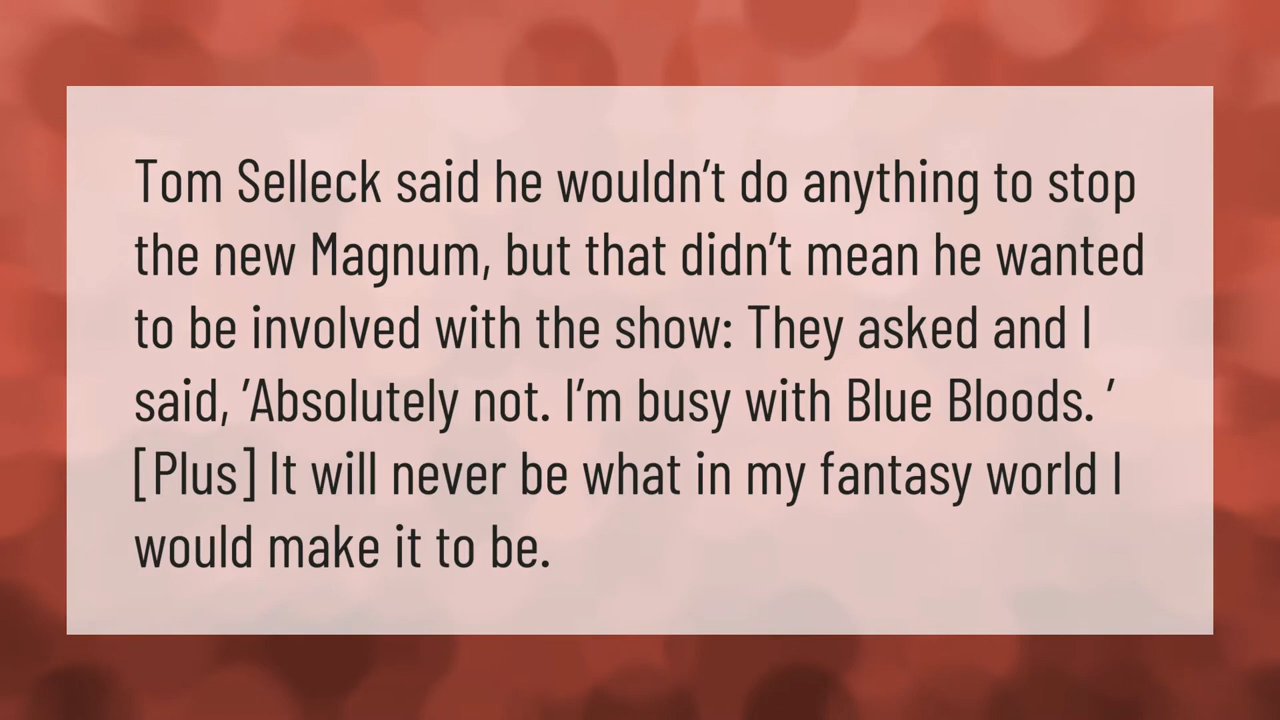 Tom Selleck said he wouldn’t do anything to stop
the new Magnum, but that didn’t mean he wanted
to be involved with the show: They asked and I
said, ’Absolutely not. I’m busy with Blue Bloods. ’
[Plus] It will never be what in my fantasy world I
would make it to be.